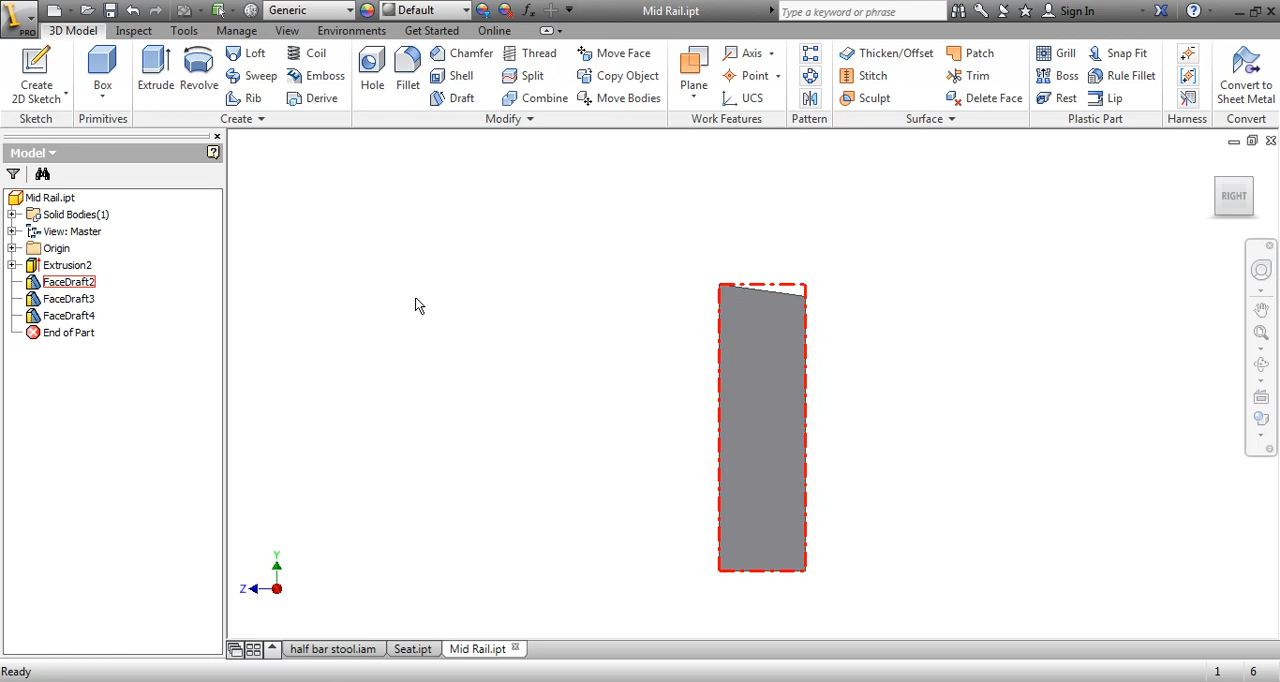 Generic
Default
Mid Rail.ipt
Type a keyword or phrase
Sign In
PRO
3D Model
Inspect
Tools
Manage
View
Environments
Get Started
Online
Create
2D Sketch
Box
Extrude
Revolve
Loft
Sweep
Rib
Coil
Emboss
Derive
Hole
Fillet
Chamfer
Shell
Draft
Thread
Split
Combine
Move Face
Copy Object
Move Bodies
Plane
Axis
Point
UCS
Thicken/Offset
Stitch
Sculpt
Patch
Trim
Delete Face
Grill
Boss
Rest
Snap Fit
Rule Fillet
Lip
Convert to
Sheet Metal
Sketch
Primitives
Create
Modify
Work Features
Pattern
Surface
Plastic Part
Harness
Convert
Model
Mid Rail.ipt
Solid Bodies(1)
View: Master
Origin
Extrusion2
FaceDraft2
FaceDraft3
FaceDraft4
End of Part
RIGHT
Y
Z
half bar stool.iam
Seat.ipt
Mid Rail.ipt
Ready
1
6